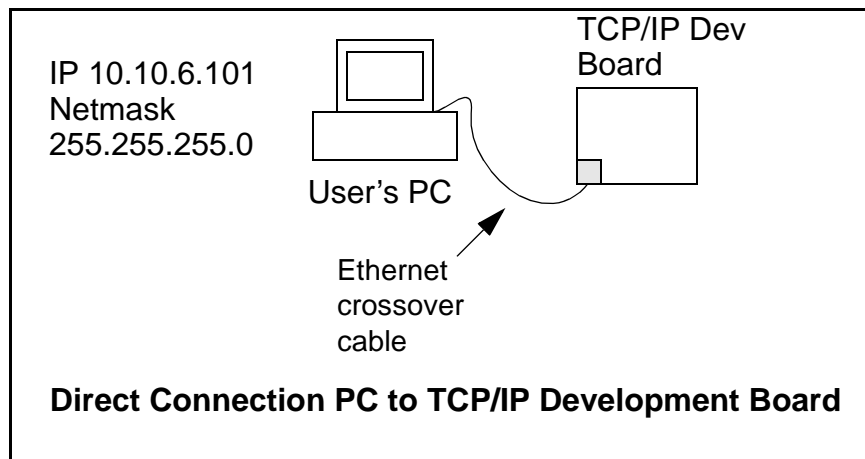 IP 10.10.6.101
Netmask
255.255.255.0
TCP/IP Dev
Board
User's PC
Ethernet
crossover
cable
Direct Connection PC to TCP/IP Development Board